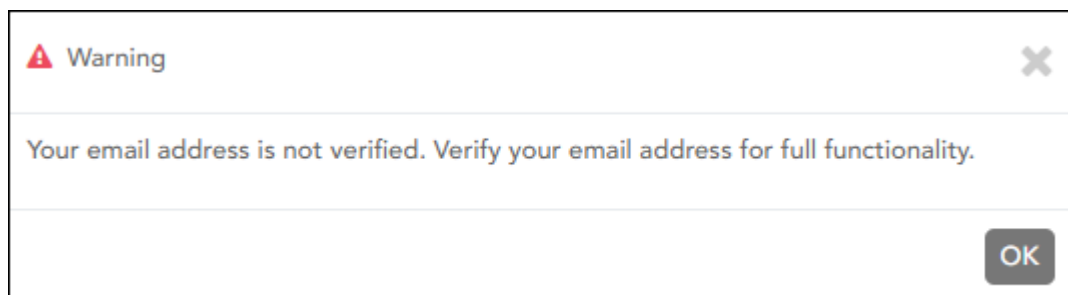 Warning
Your email address is not verified. Verify your email address for full functionality.
OK